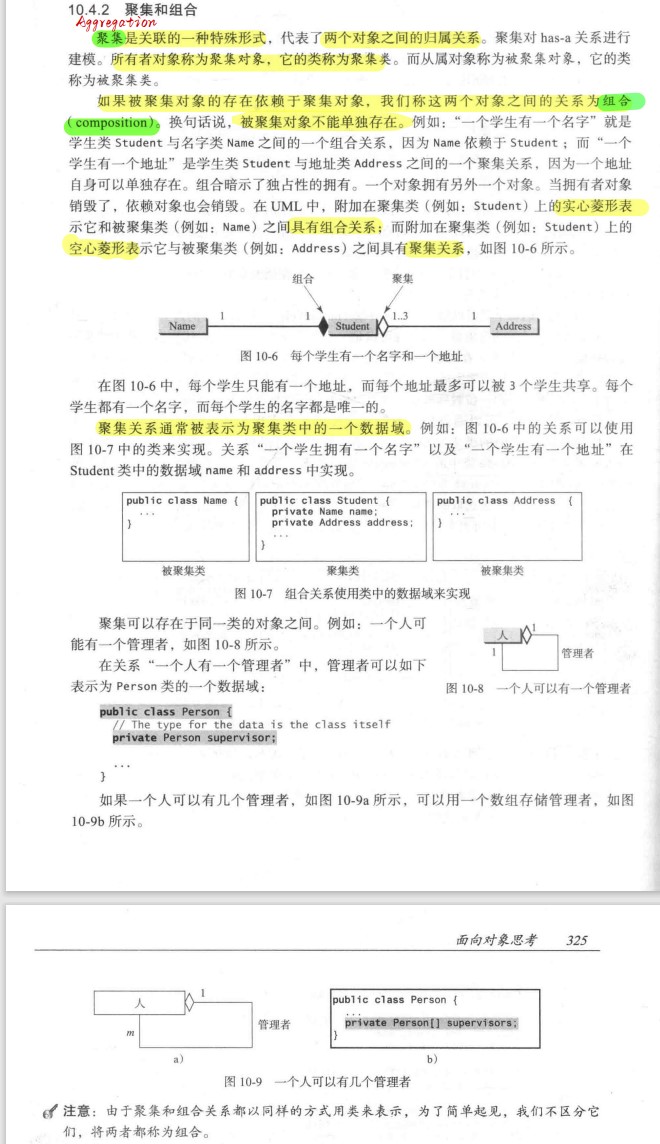 10.4.2 聚集和组合
Aggregation
聚集是关联的一种特殊形式，代表了两个对象之间的归属关系。聚集对 has-a 关系进行
建模。所有者对象称为聚集对象，它的类称为聚集类。而从属对象称为被聚集对象，它的类
称为被聚集类。
如果被聚集对象的存在依赖于聚集对象，我们称这两个对象之间的关系为组合
（composition）。换句话说，被聚集对象不能单独存在。例如：“一个学生有一个名字”就是
学生类 Student 与名字类 Name 之间的一个组合关系，因为 Name 依赖于 Student；而“一个
学生有一个地址”是学生类 Student 与地址类 Address 之间的一个聚集关系，因为一个地址
自身可以单独存在。组合暗示了独占性的拥有。一个对象拥有另外一个对象。当拥有者对象
销毁了，依赖对象也会销毁。在 UML 中，附加在聚集类（例如：Student）上的实心菱形表
示它和被聚集类（例如：Name）之间具有组合关系；而附加在聚集类（例如：Student）上的
空心菱形表示它与被聚集类（例如：Address）之间具有聚集关系，如图 10-6 所示。
组合 聚集
Name 1 1 Student 1..3 1 Address
图 10-6 每个学生有一个名字和一个地址
在图 10-6 中，每个学生只能有一个地址，而每个地址最多可以被 3 个学生共享。每个
学生都有一个名字，而每个学生的名字都是唯一的。
聚集关系通常被表示为聚集类中的一个数据域。例如：图 10-6 中的关系可以使用
图 10-7 中的类来实现。关系“一个学生拥有一个名字”以及“一个学生有一个地址”在
Student 类中的数据域 name 和 address 中实现。
public class Name {
...
}
被聚集类
public class Student {
private Name name;
private Address address;
...
}
聚集类
public class Address {
...
}
被聚集类
图 10-7 组合关系使用类中的数据域来实现
聚集可以存在于同一类的对象之间。例如：一个人可
能有一个管理者，如图 10-8 所示。
在关系“一个人有一个管理者”中，管理者可以如下
表示为 Person 类的一个数据域：
人 1
1 管理者
图 10-8 一个人可以有一个管理者
public class Person {
// The type for the data is the class itself
private Person supervisor;
...
}
如果一个人可以有几个管理者，如图 10-9a 所示，可以用一个数组存储管理者，如图
10-9b 所示。
面向对象思考 325
人 1
m 管理者
a）
public class Person {
...
private Person[] supervisors;
}
b）
图 10-9 一个人可以有几个管理者
注意：由于聚集和组合关系都以同样的方式用类来表示，为了简单起见，我们不区分它
们，将两者都称为组合。